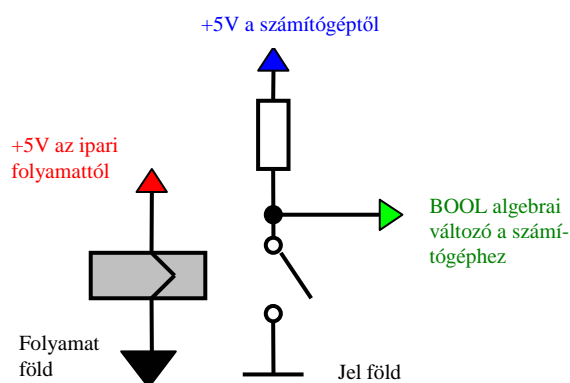 +5V a számítógéptől
+5V az ipari
folyamattól
BOOL algebrai
változó a számí-
tógéphez
Folyamat
föld
Jel föld